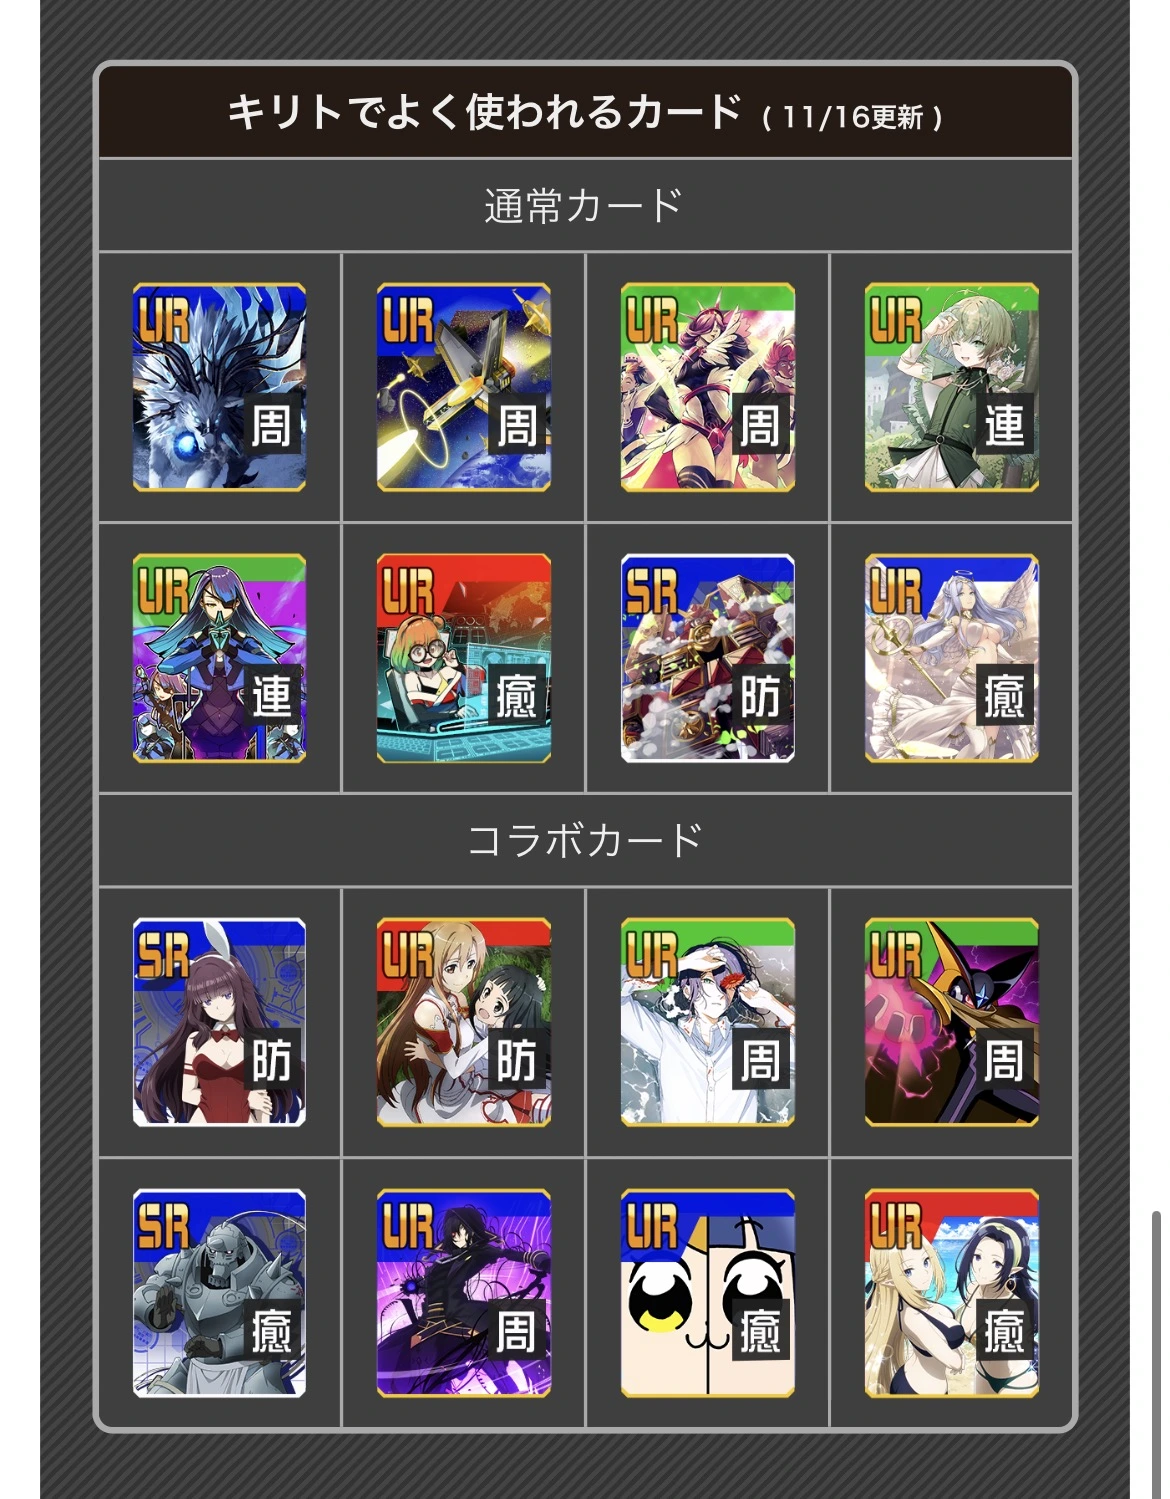 キリトでよく使われるカード ( 11/16更新 )
通常カード
UR 周 UR 周 UR 周 UR 連
UR 連 UR 癒 SR 防 UR 癒
コラボカード
SR 防 UR 防 UR 周 UR 周
SR 癒 UR 周 UR 癒 UR 癒